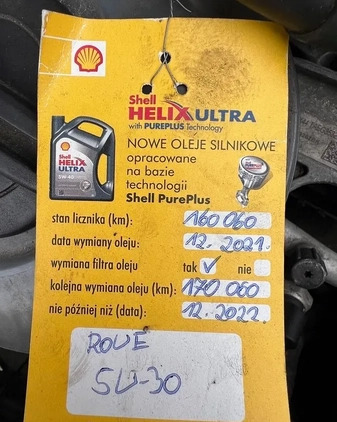 Shell
HELIX ULTRA
with PUREPLUS Technology
NOWE OLEJE SILNIKOWE
opracowane
na bazie
technologii
Shell PurePlus
Shell
HELIX
ULTRA
5W-40
stan licznika (km): 160 060
data wymiany oleju: 12. 2021.
wymiana filtra oleju tak ✓ nie
kolejna wymiana oleju (km): 170 060
nie później niż (data): 12. 2022.
ROWE
5W-30